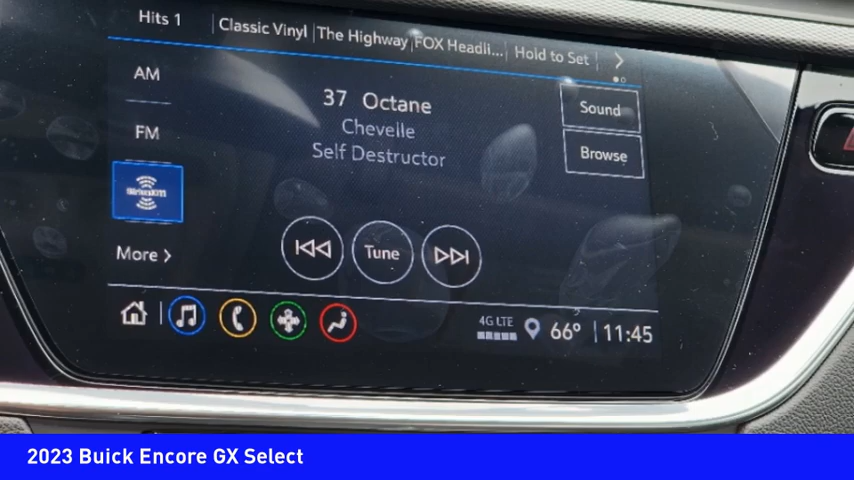 Hits 1 | Classic Vinyl | The Highway | FOX Headli... | Hold to Set
AM
37 Octane
Sound
FM
Chevelle
Self Destructor
Browse
SiriusXM
More >
Tune
4G LTE
66° | 11:45
2023 Buick Encore GX Select